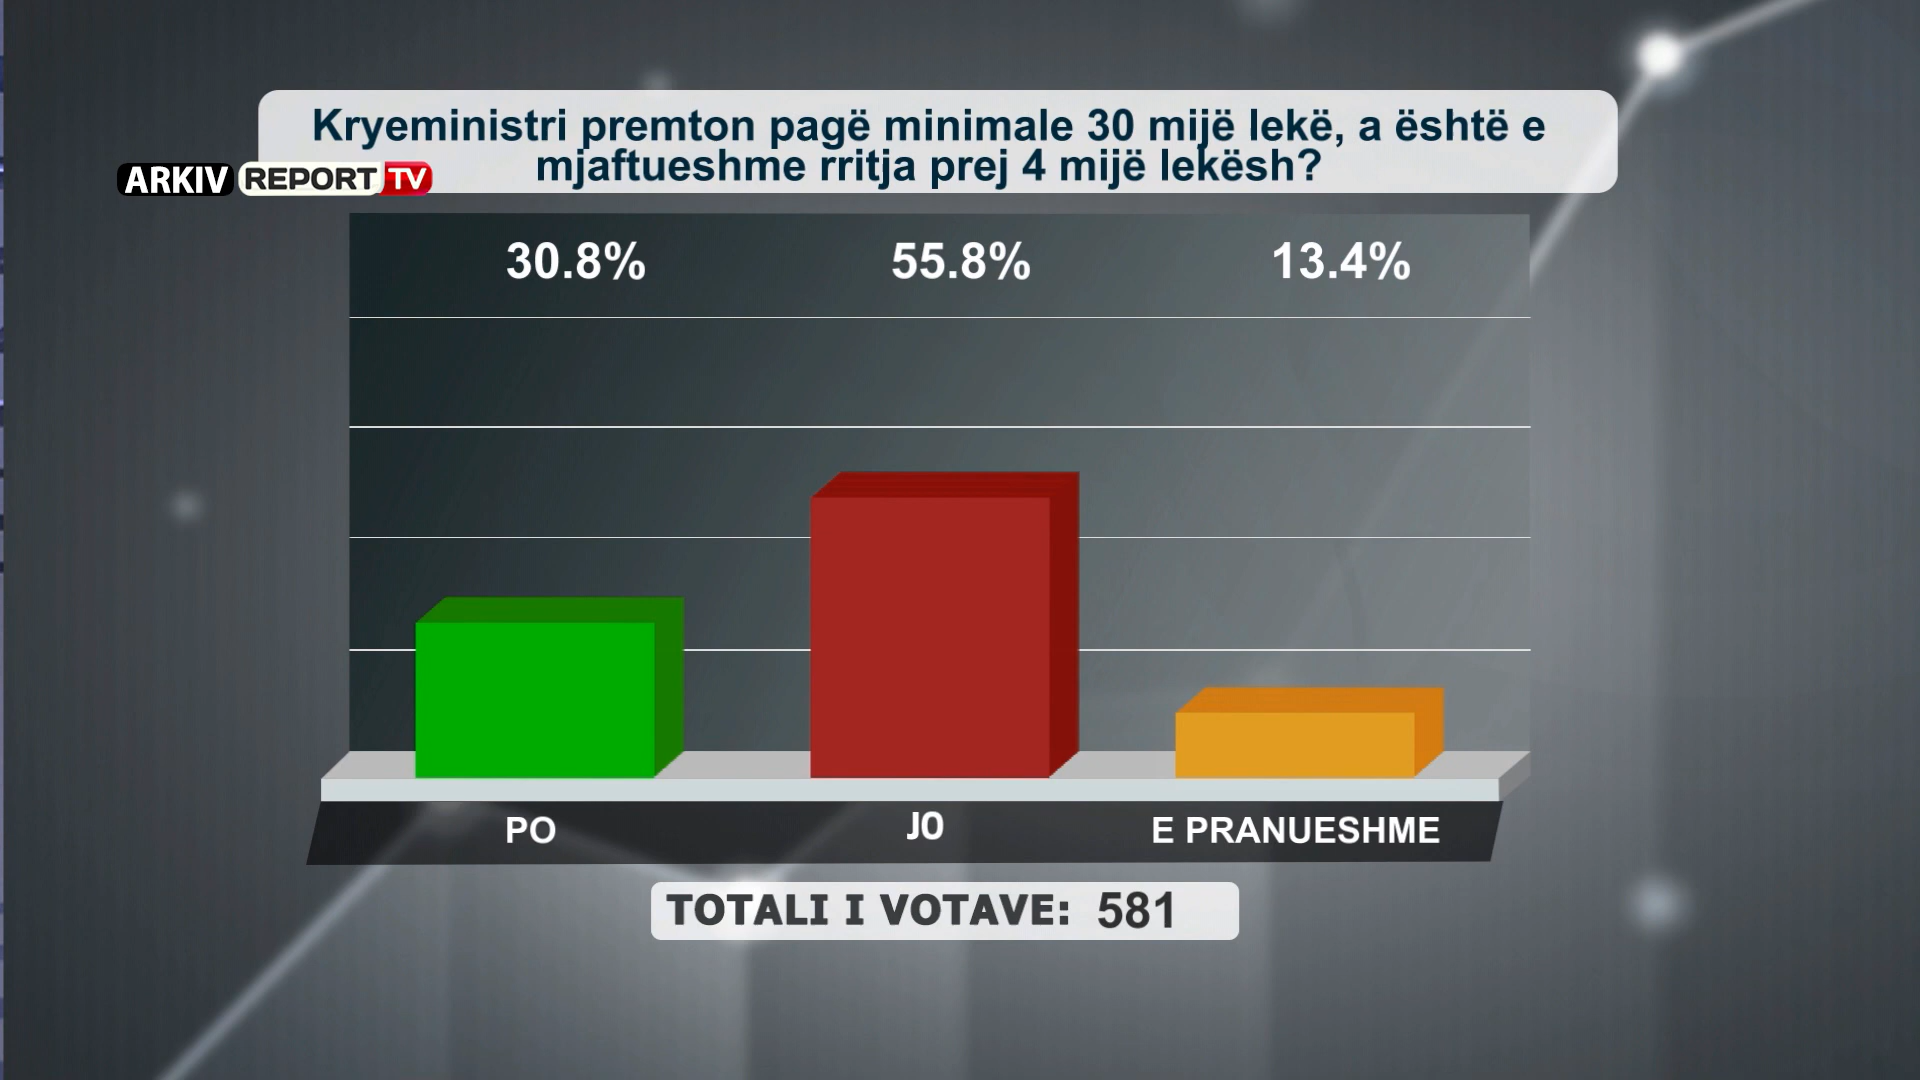 Kryeministri premton pagë minimale 30 mijë lekë, a është e
mjaftueshme rritja prej 4 mijë lekësh?
ARKIV REPORT TV
30.8% 55.8% 13.4%
PO JO E PRANUESHME
TOTALI I VOTAVE: 581